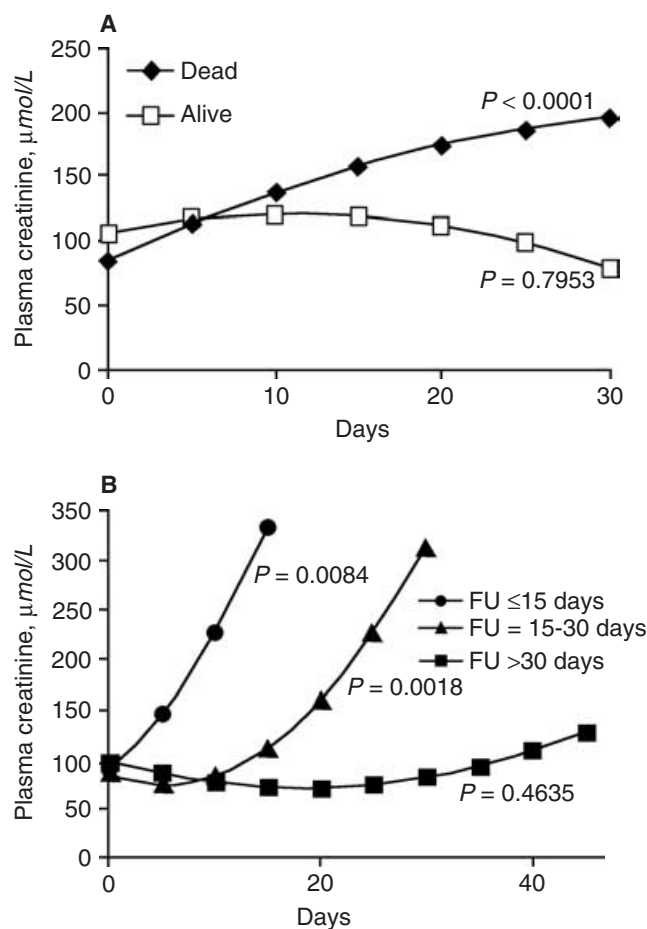 A
250
200
150
100
50
0
Plasma creatinine, µmol/L
Dead
Alive
P < 0.0001
P = 0.7953
0 10 20 30
Days
B
350
300
250
200
150
100
50
0
Plasma creatinine, µmol/L
P = 0.0084
FU ≤15 days
FU = 15-30 days
FU >30 days
P = 0.0018
P = 0.4635
0 20 40
Days